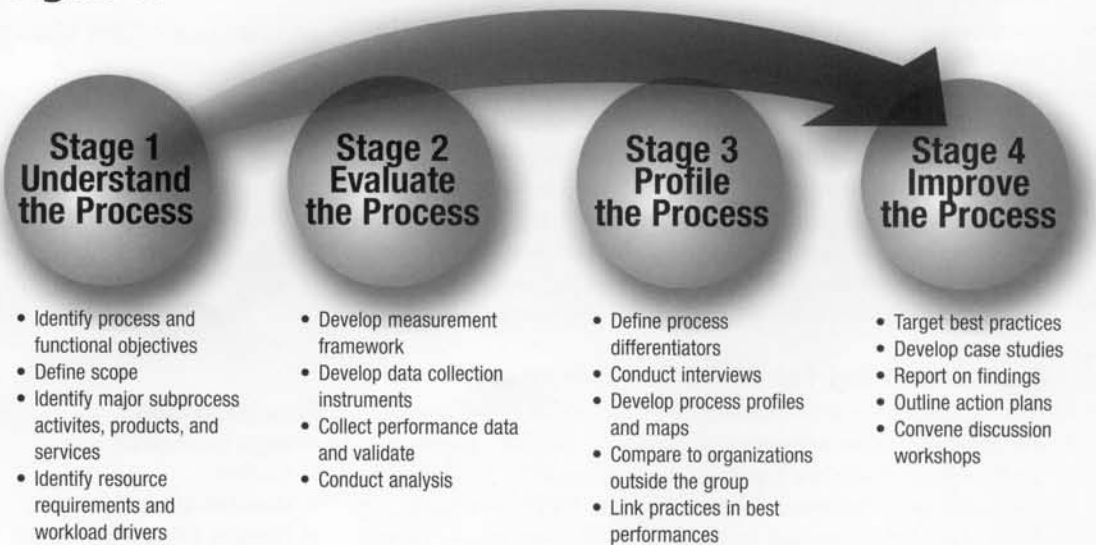 Stage 1
Understand
the Process
• Identify process and
functional objectives
• Define scope
• Identify major subprocess
activites, products, and
services
• Identify resource
requirements and
workload drivers
Stage 2
Evaluate
the Process
• Develop measurement
framework
• Develop data collection
instruments
• Collect performance data
and validate
• Conduct analysis
Stage 3
Profile
the Process
• Define process
differentiators
• Conduct interviews
• Develop process profiles
and maps
• Compare to organizations
outside the group
• Link practices in best
performances
Stage 4
Improve
the Process
• Target best practices
• Develop case studies
• Report on findings
• Outline action plans
• Convene discussion
workshops